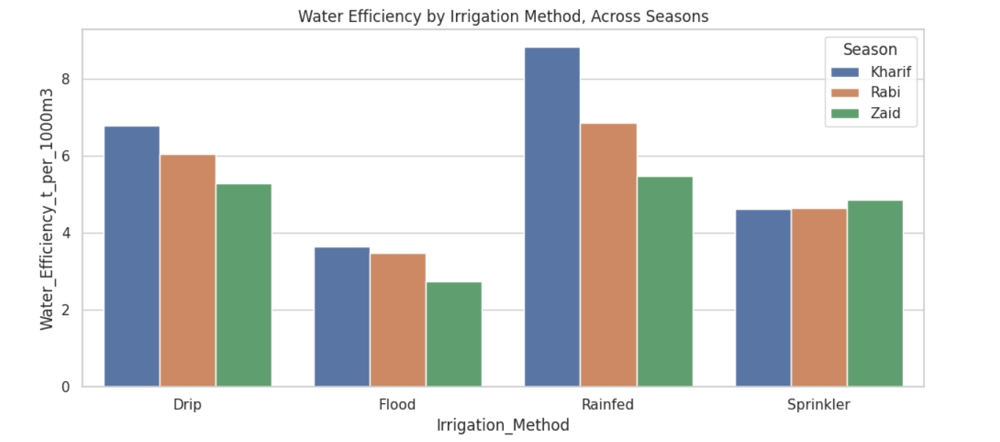 Water Efficiency by Irrigation Method, Across Seasons
Season
Kharif
Rabi
Zaid
Water_Efficiency_t_per_1000m3
8
6
4
2
0
Drip
Flood
Rainfed
Sprinkler
Irrigation_Method